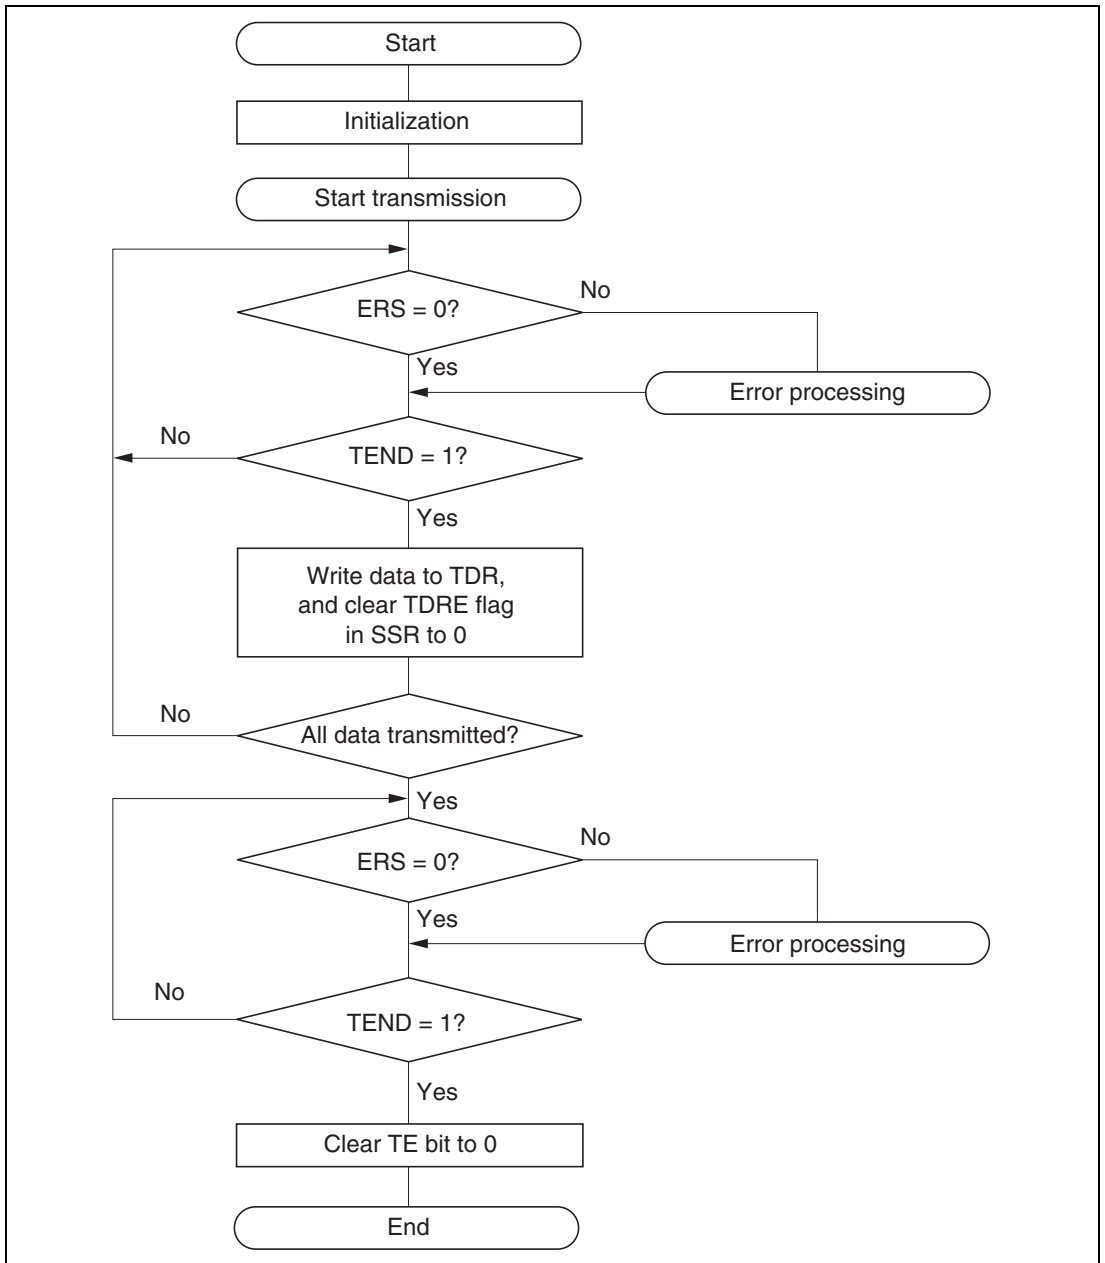 Start
Initialization
Start transmission
ERS = 0?
No
Yes
Error processing
No
TEND = 1?
Yes
Write data to TDR,
and clear TDRE flag
in SSR to 0
No
All data transmitted?
Yes
No
ERS = 0?
Yes
Error processing
No
TEND = 1?
Yes
Clear TE bit to 0
End